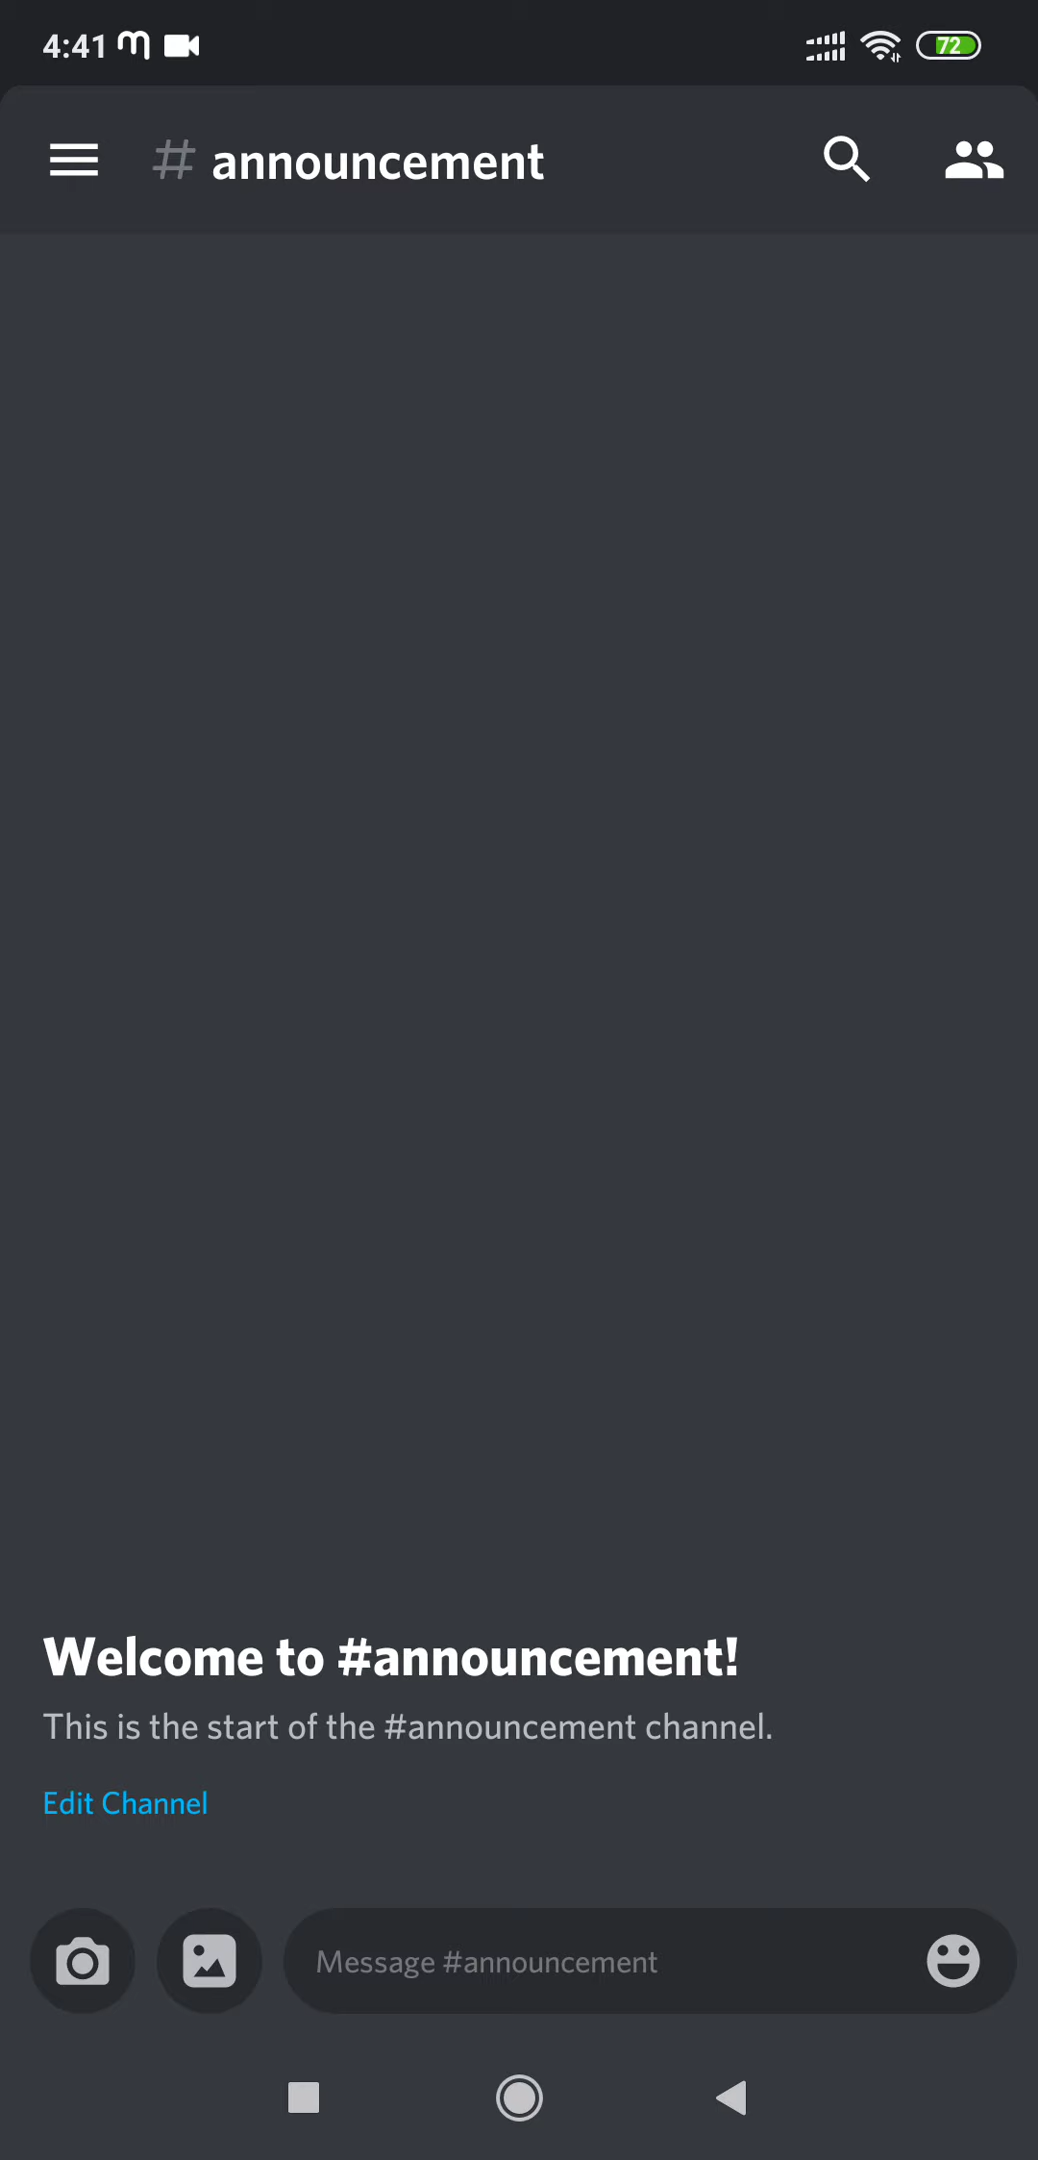 4:41
72
# announcement
Welcome to #announcement!
This is the start of the #announcement channel.
Edit Channel
Message #announcement